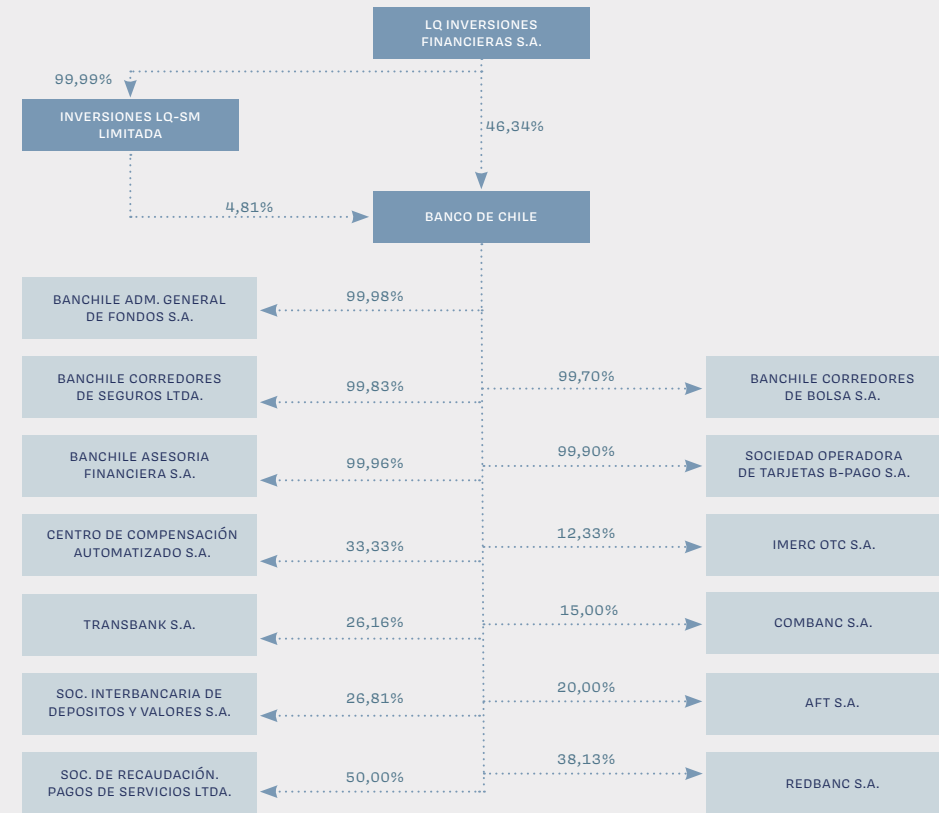 LQ INVERSIONES
FINANCIERAS S.A.
99,99%
INVERSIONES LQ-SM
LIMITADA
46,34%
4,81%
BANCO DE CHILE
BANCHILE ADM. GENERAL
DE FONDOS S.A.
99,98%
BANCHILE CORREDORES
DE SEGUROS LTDA.
99,83%
99,70%
BANCHILE CORREDORES
DE BOLSA S.A.
BANCHILE ASESORIA
FINANCIERA S.A.
99,96%
99,90%
SOCIEDAD OPERADORA
DE TARJETAS B-PAGO S.A.
CENTRO DE COMPENSACIÓN
AUTOMATIZADO S.A.
33,33%
12,33%
IMERC OTC S.A.
TRANSBANK S.A.
26,16%
15,00%
COMBANC S.A.
SOC. INTERBANCARIA DE
DEPOSITOS Y VALORES S.A.
26,81%
20,00%
AFT S.A.
SOC. DE RECAUDACIÓN.
PAGOS DE SERVICIOS LTDA.
50,00%
38,13%
REDBANC S.A.